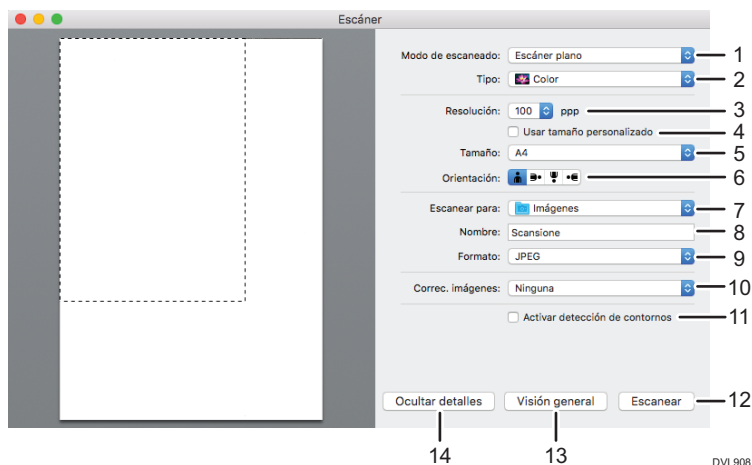 Escáner
Modo de escaneado: Escáner plano 1
Tipo: Color 2
Resolución: 100 ppp 3
Usar tamaño personalizado 4
Tamaño: A4 5
Orientación: 6
Escanear para: Imágenes 7
Nombre: Scansione 8
Formato: JPEG 9
Correc. imágenes: Ninguna 10
Activar detección de contornos 11
Ocultar detalles Visión general Escanear 12
14 13
DVL908